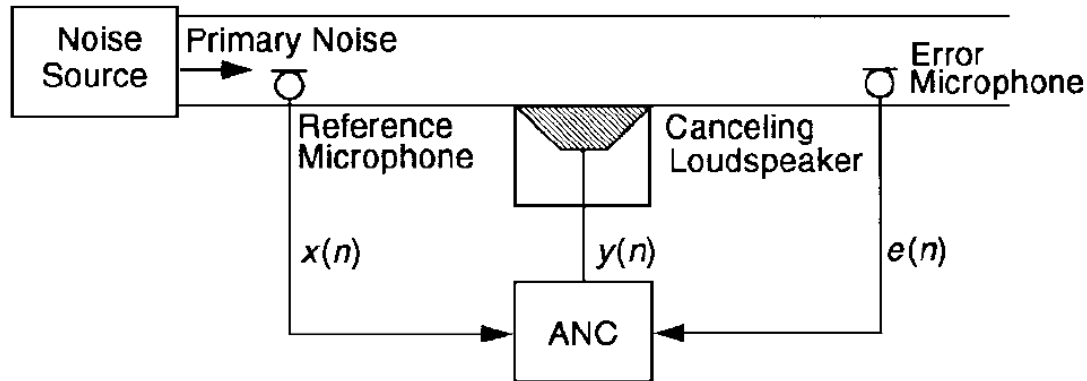 Noise
Source
Primary Noise
Error
Microphone
Reference
Microphone
Canceling
Loudspeaker
x(n)
y(n)
e(n)
ANC